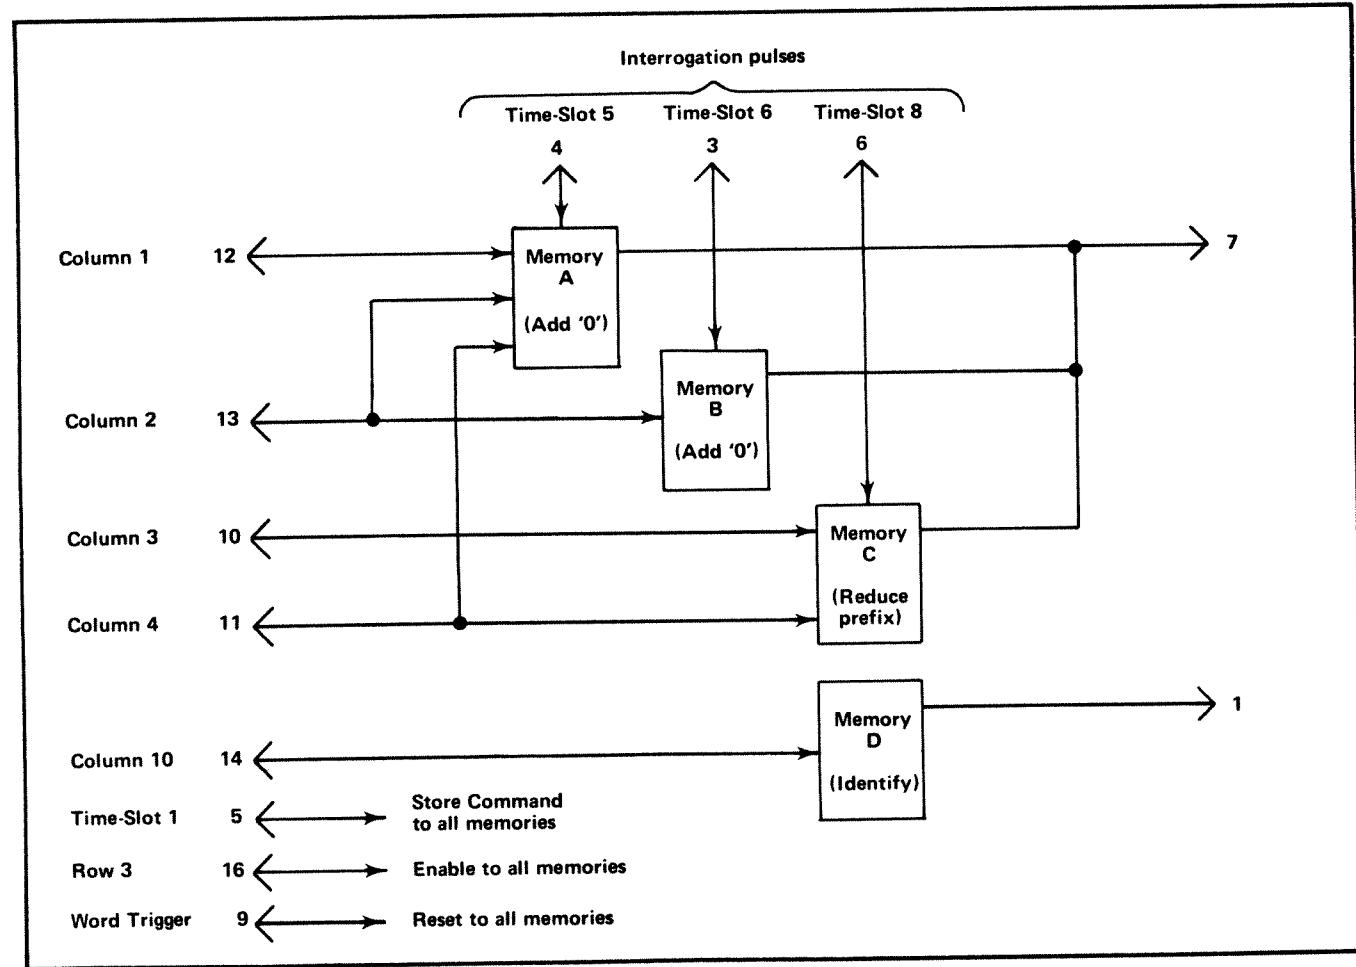 Interrogation pulses
Time-Slot 5 Time-Slot 6 Time-Slot 8
4 3 6
Column 1 12
Memory
A
(Add ‘0’)
7
Column 2 13
Memory
B
(Add ‘0’)
Column 3 10
Memory
C
(Reduce
prefix)
Column 4 11
Memory
D
(Identify)
1
Column 10 14
Time-Slot 1 5
Store Command
to all memories
Row 3 16 Enable to all memories
Word Trigger 9 Reset to all memories